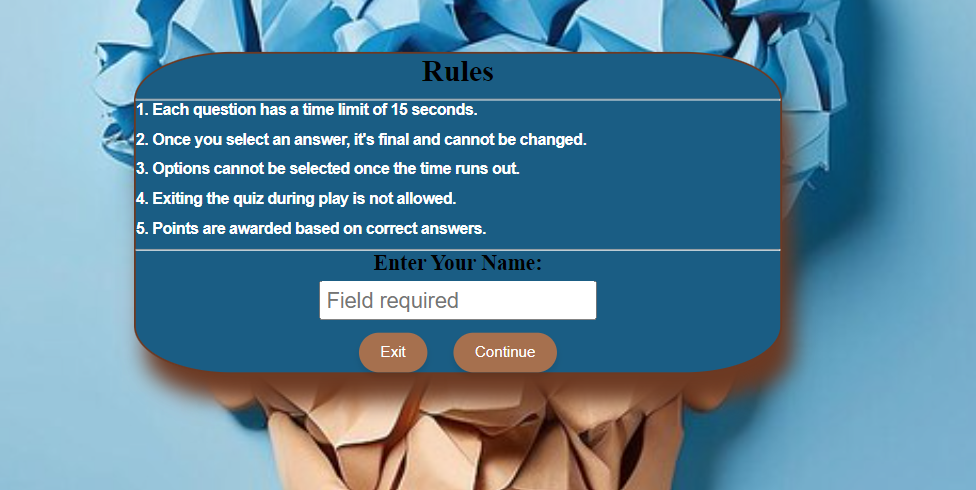 Rules
1. Each question has a time limit of 15 seconds.
2. Once you select an answer, it's final and cannot be changed.
3. Options cannot be selected once the time runs out.
4. Exiting the quiz during play is not allowed.
5. Points are awarded based on correct answers.
Enter Your Name:
Field required
Exit Continue